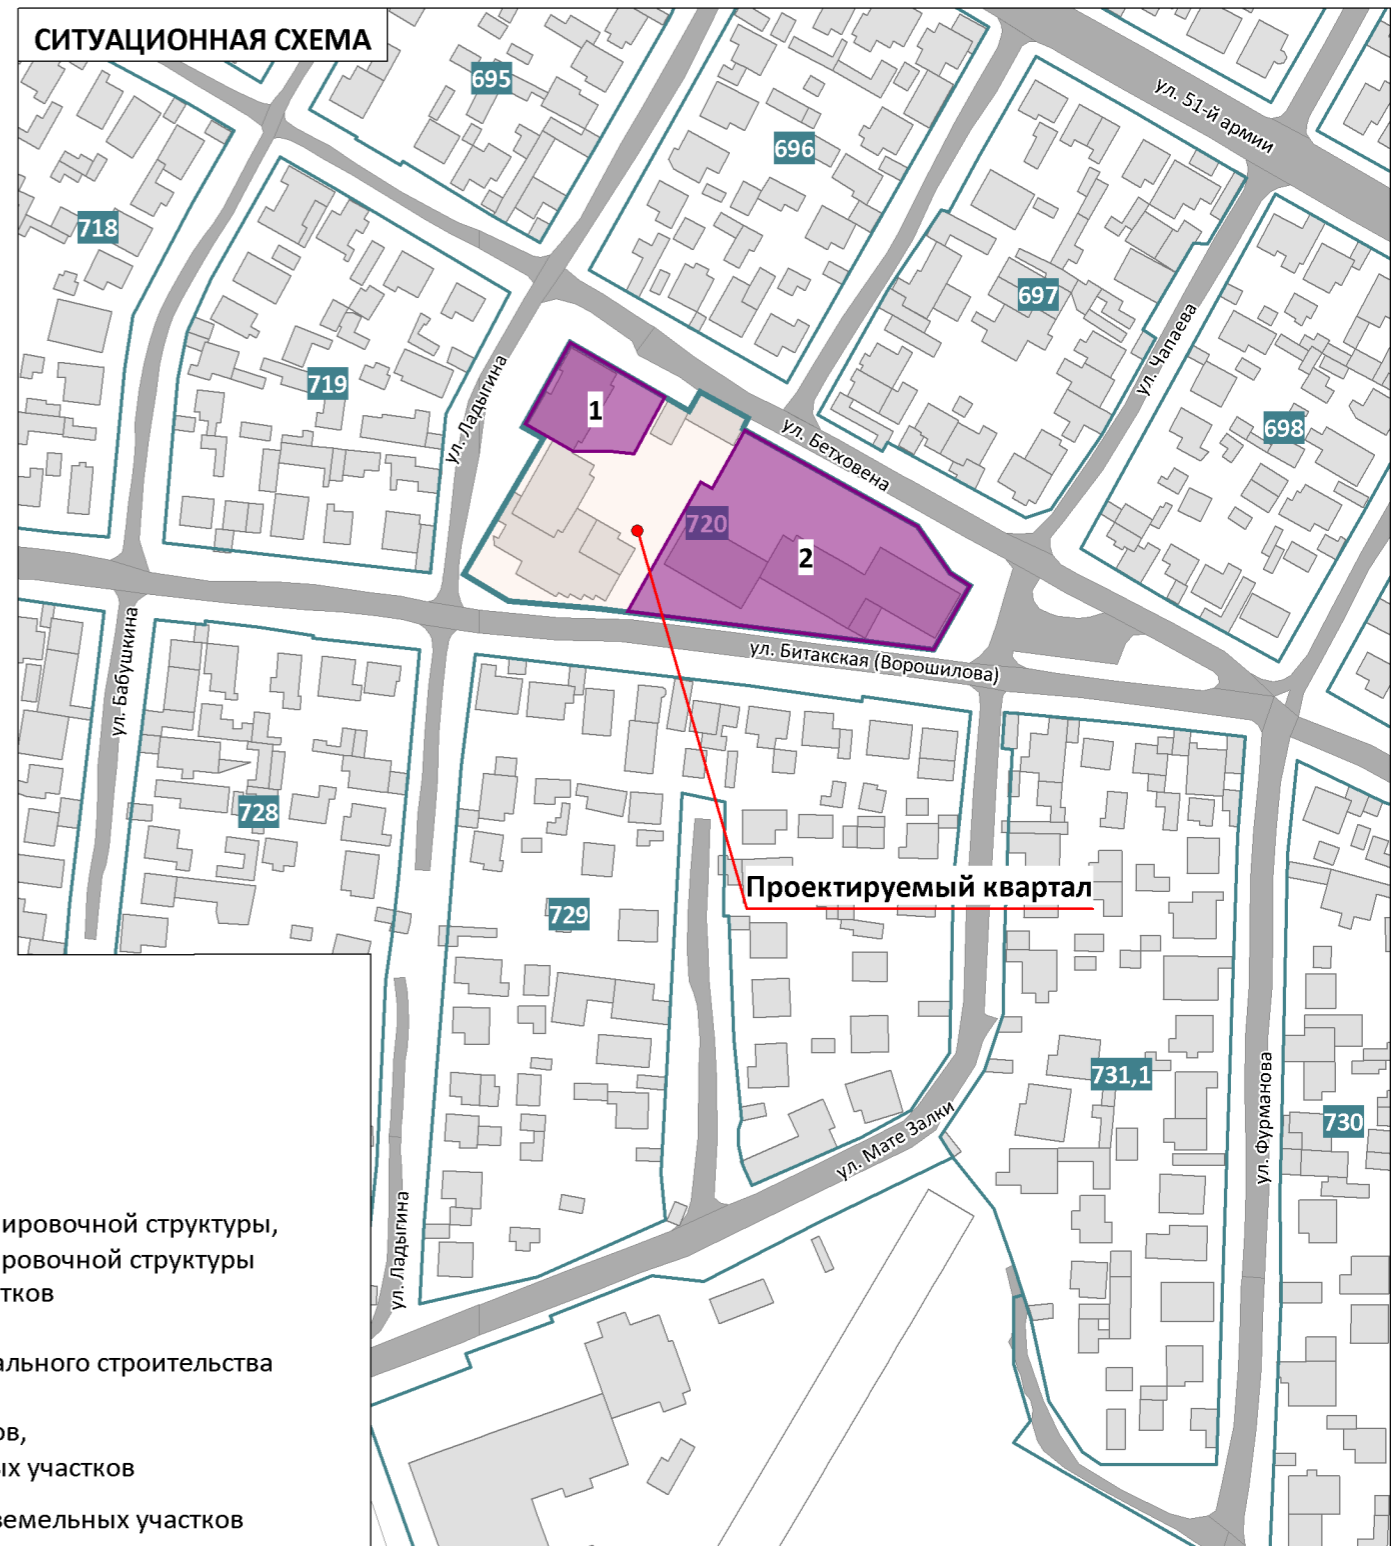 СИТУАЦИОННАЯ СХЕМА
695
ул. 51-й армии
696
718
697
ул. Чапаева
719
ул. Ладыгина
1
ул. Бетховена
698
720
2
ул. Битакская (Ворошилова)
ул. Бабушкина
728
Проектируемый квартал
729
731,1
ул. Фурманова
730
ул. Мате Залки
ул. Ладыгина
ировочной структуры,
ровочной структуры
тков
ального строительства
ов,
ых участков
земельных участков